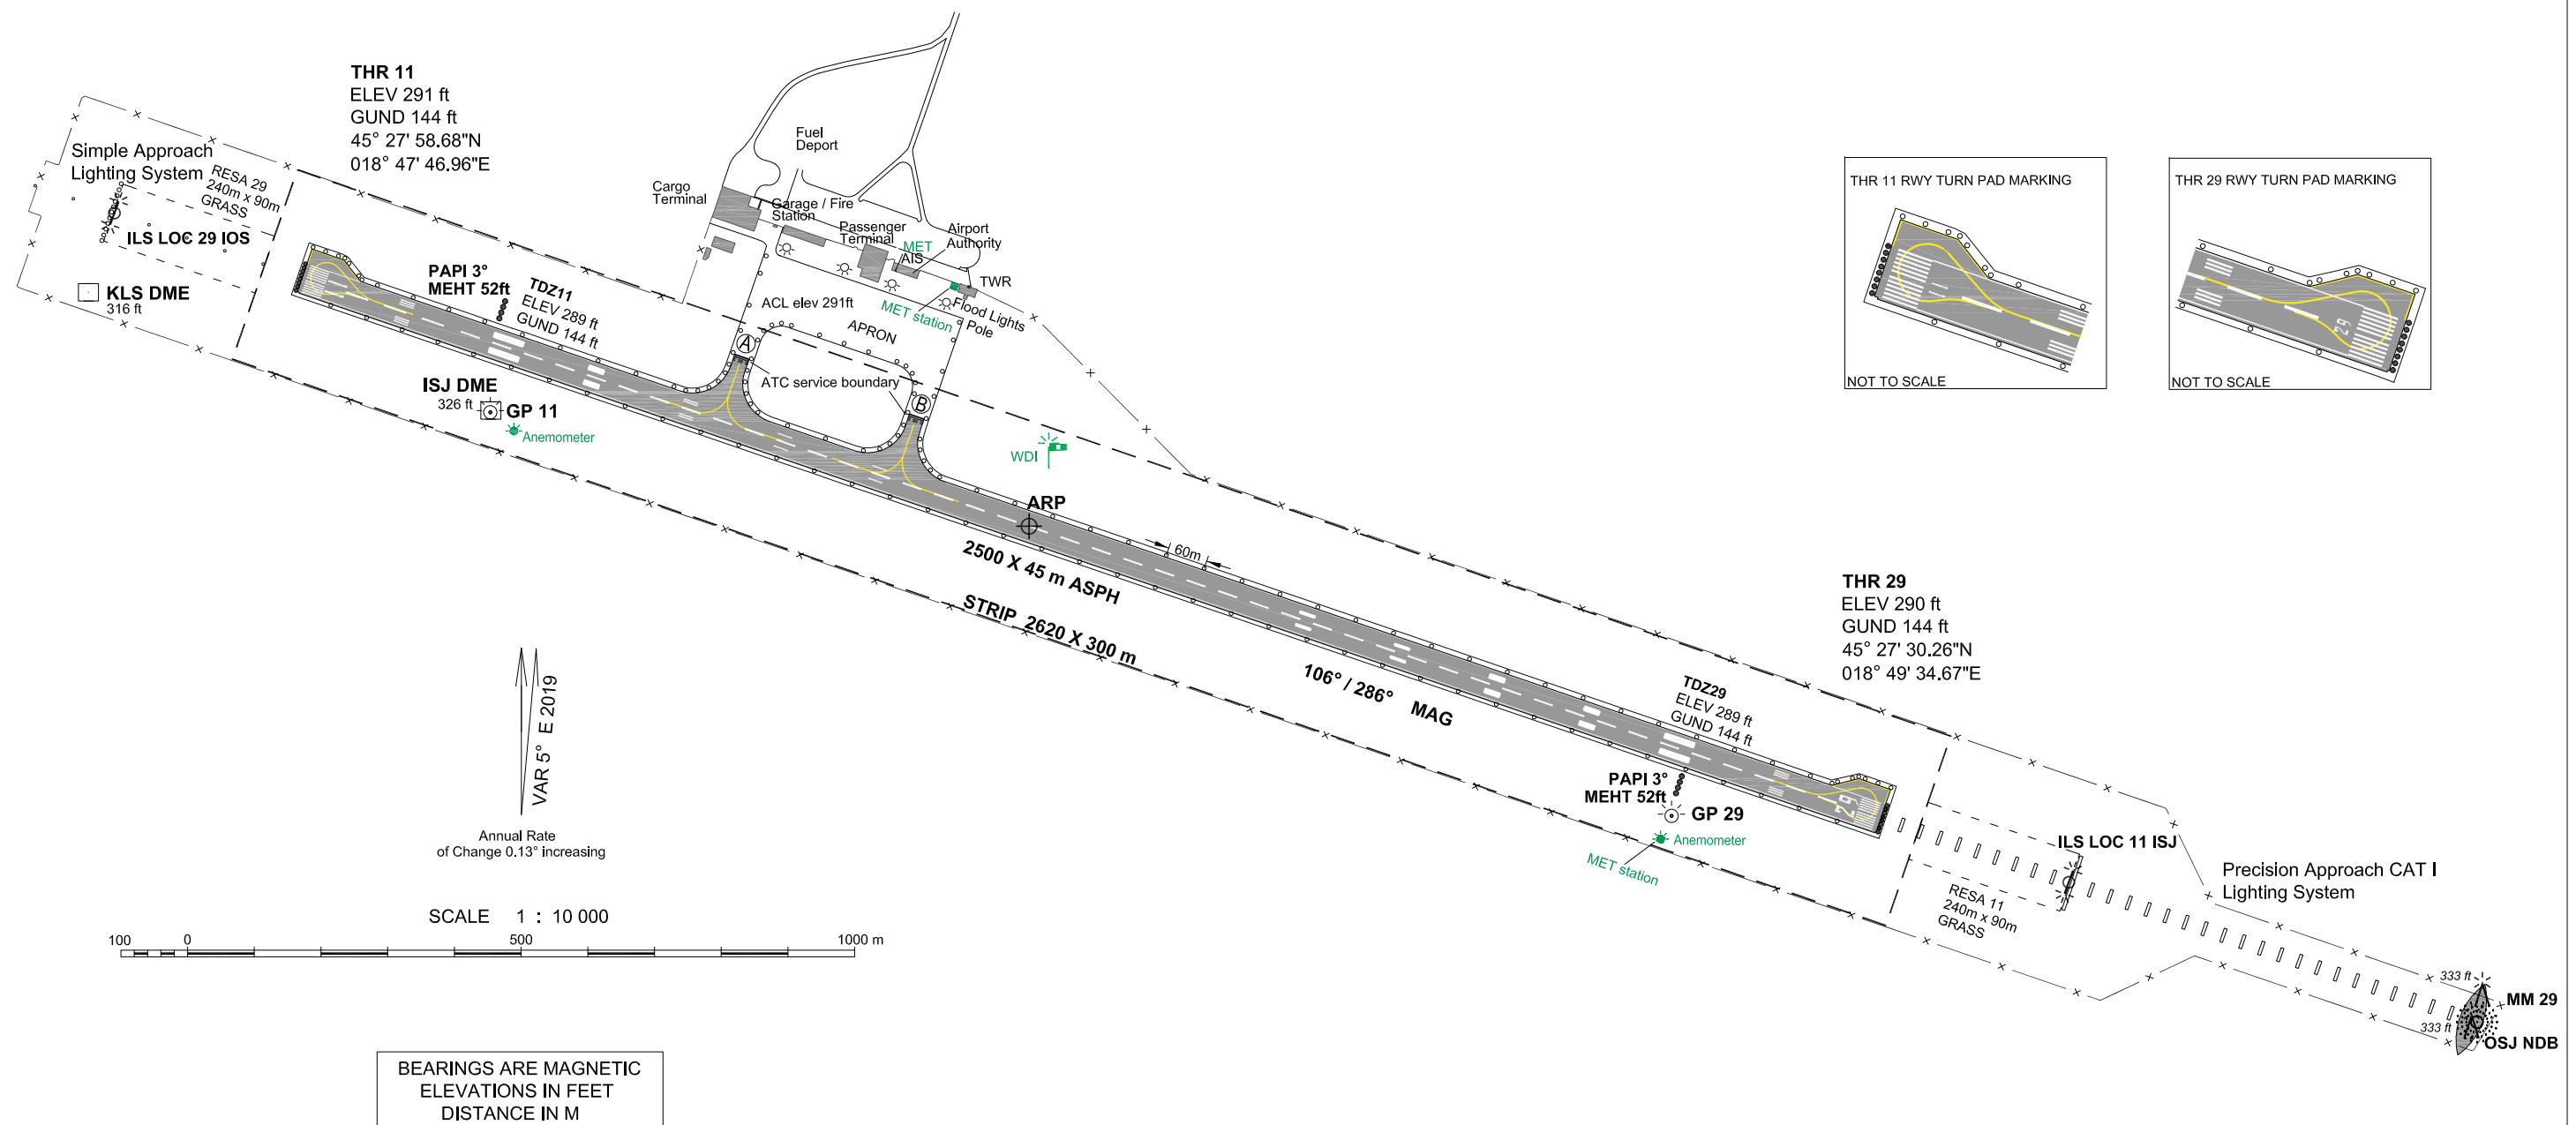 THR 11
ELEV 291 ft
GUND 144 ft
45° 27' 58.68"N
018° 47' 46.96"E
Simple Approach
Lighting System
RESA 29
240m x 90m
GRASS
ILS LOC 29 IOS
KLS DME
316 ft
PAPI 3°
MEHT 52ft
TDZ11
ELEV 289 ft
GUND 144 ft
ISJ DME
326 ft
GP 11
Anemometer
Fuel
Deport
Cargo
Terminal
Garage / Fire
Station
Passenger
Terminal
MET
AIS
Airport
Authority
TWR
MET station
Flood Lights
Pole
ACL elev 291ft
APRON
A
ATC service boundary
B
WDI
ARP
60m
2500 X 45 m ASPH
STRIP 2620 X 300 m
106° / 286° MAG
THR 11 RWY TURN PAD MARKING
NOT TO SCALE
THR 29 RWY TURN PAD MARKING
29
NOT TO SCALE
THR 29
ELEV 290 ft
GUND 144 ft
45° 27' 30.26"N
018° 49' 34.67"E
TDZ29
ELEV 289 ft
GUND 144 ft
29
PAPI 3°
MEHT 52ft
GP 29
Anemometer
MET station
ILS LOC 11 ISJ
RESA 11
240m x 90m
GRASS
Precision Approach CAT I
Lighting System
333 ft
MM 29
333 ft
OSJ NDB
VAR 5° E 2019
Annual Rate
of Change 0.13° increasing
SCALE 1 : 10 000
100 0 500 1000 m
BEARINGS ARE MAGNETIC
ELEVATIONS IN FEET
DISTANCE IN M